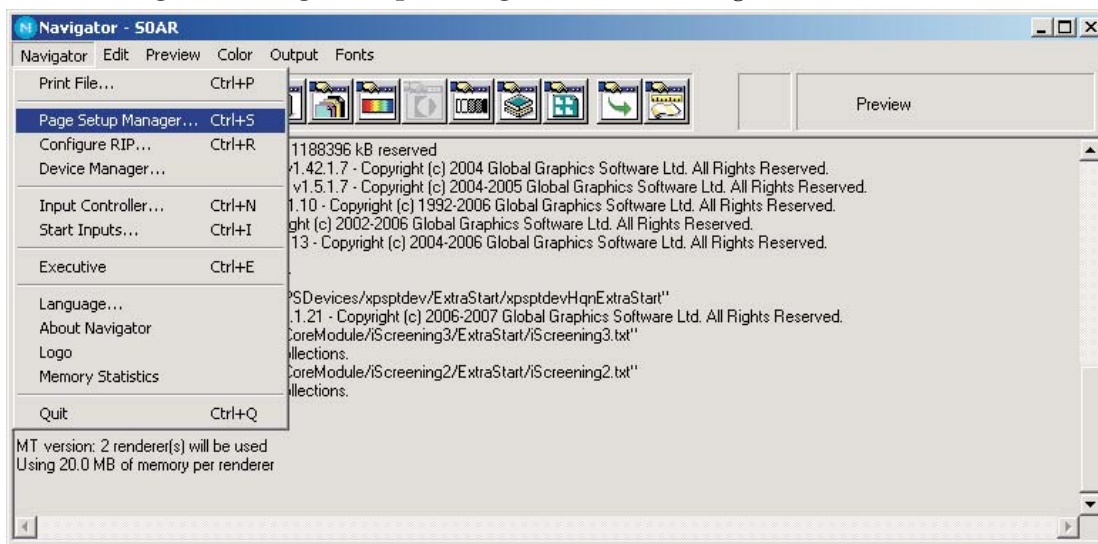 Navigator - SOAR
Navigator Edit Preview Color Output Fonts
Print File... Ctrl+P
Page Setup Manager... Ctrl+S
Configure RIP... Ctrl+R
Device Manager...
Input Controller... Ctrl+N
Start Inputs... Ctrl+I
Executive Ctrl+E
Language...
About Navigator
Logo
Memory Statistics
Quit Ctrl+Q
Preview
1188396 kB reserved
v1.42.1.7 - Copyright (c) 2004 Global Graphics Software Ltd. All Rights Reserved.
v1.5.1.7 - Copyright (c) 2004-2005 Global Graphics Software Ltd. All Rights Reserved.
1.10 - Copyright (c) 1992-2006 Global Graphics Software Ltd. All Rights Reserved.
ght (c) 2002-2006 Global Graphics Software Ltd. All Rights Reserved.
13 - Copyright (c) 2004-2006 Global Graphics Software Ltd. All Rights Reserved.
PSDevices/xpsptdev/ExtraStart/xpsptdevHqnExtraStart"
.1.21 - Copyright (c) 2006-2007 Global Graphics Software Ltd. All Rights Reserved.
CoreModule/iScreening3/ExtraStart/iScreening3.txt"
llections.
CoreModule/iScreening2/ExtraStart/iScreening2.txt"
llections.
MT version: 2 renderer(s) will be used
Using 20.0 MB of memory per renderer